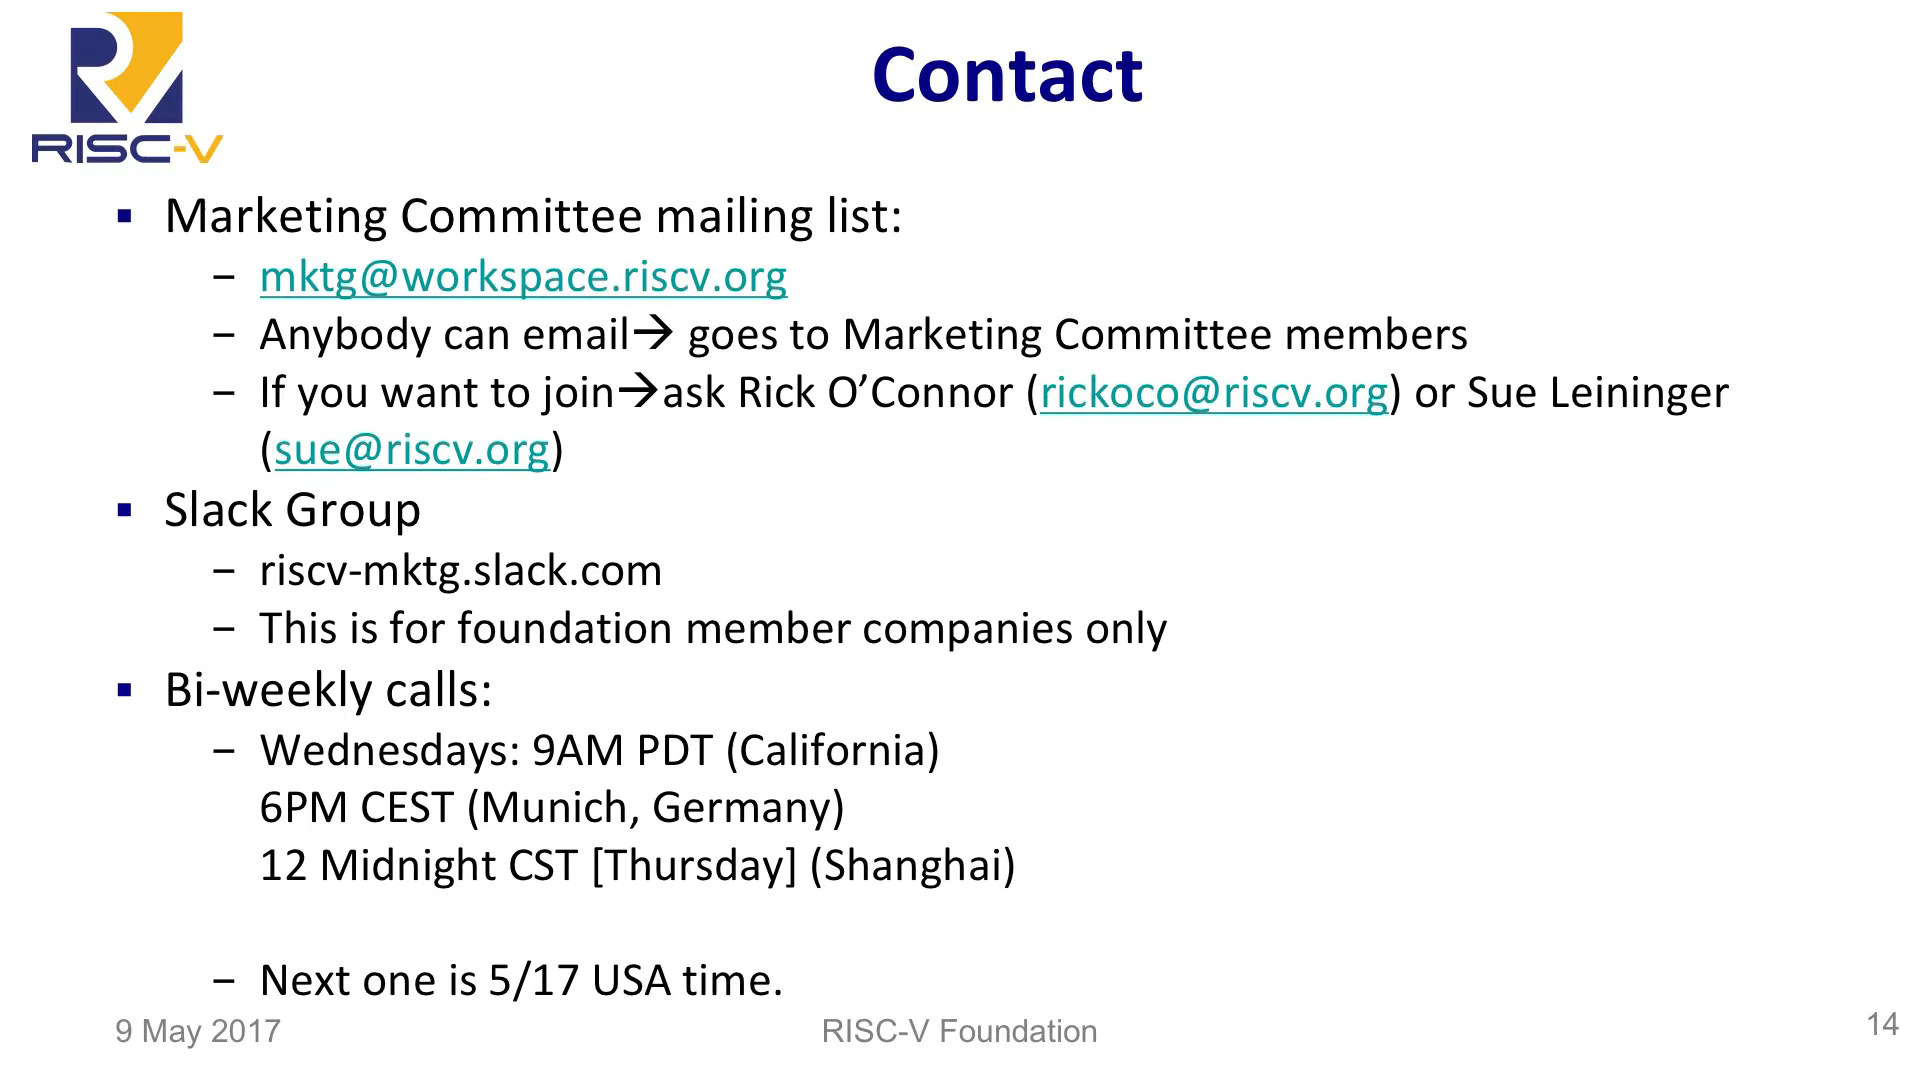 RISC-V
Contact
▪ Marketing Committee mailing list:
– mktg@workspace.riscv.org
– Anybody can email→ goes to Marketing Committee members
– If you want to join→ask Rick O’Connor (rickoco@riscv.org) or Sue Leininger
(sue@riscv.org)
▪ Slack Group
– riscv-mktg.slack.com
– This is for foundation member companies only
▪ Bi-weekly calls:
– Wednesdays: 9AM PDT (California)
6PM CEST (Munich, Germany)
12 Midnight CST [Thursday] (Shanghai)
– Next one is 5/17 USA time.
9 May 2017
RISC-V Foundation
14